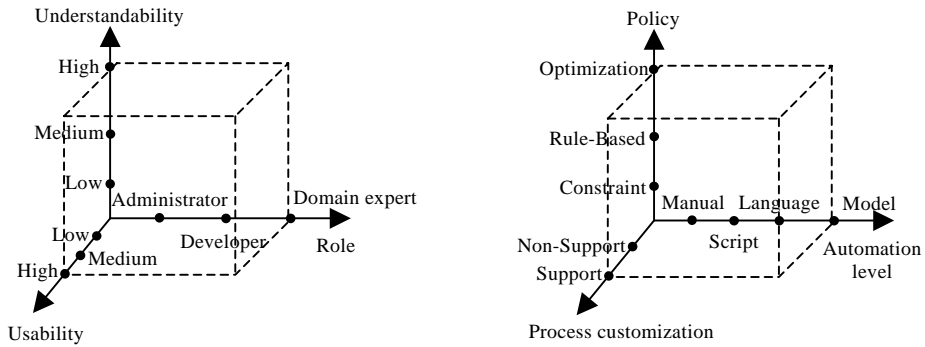 Understandability
High
Medium
Low
Administrator
Domain expert
Low
Developer
Role
Medium
High
Usability
Policy
Optimization
Rule-Based
Constraint
Manual
Language
Model
Non-Support
Script
Automation
level
Support
Process customization